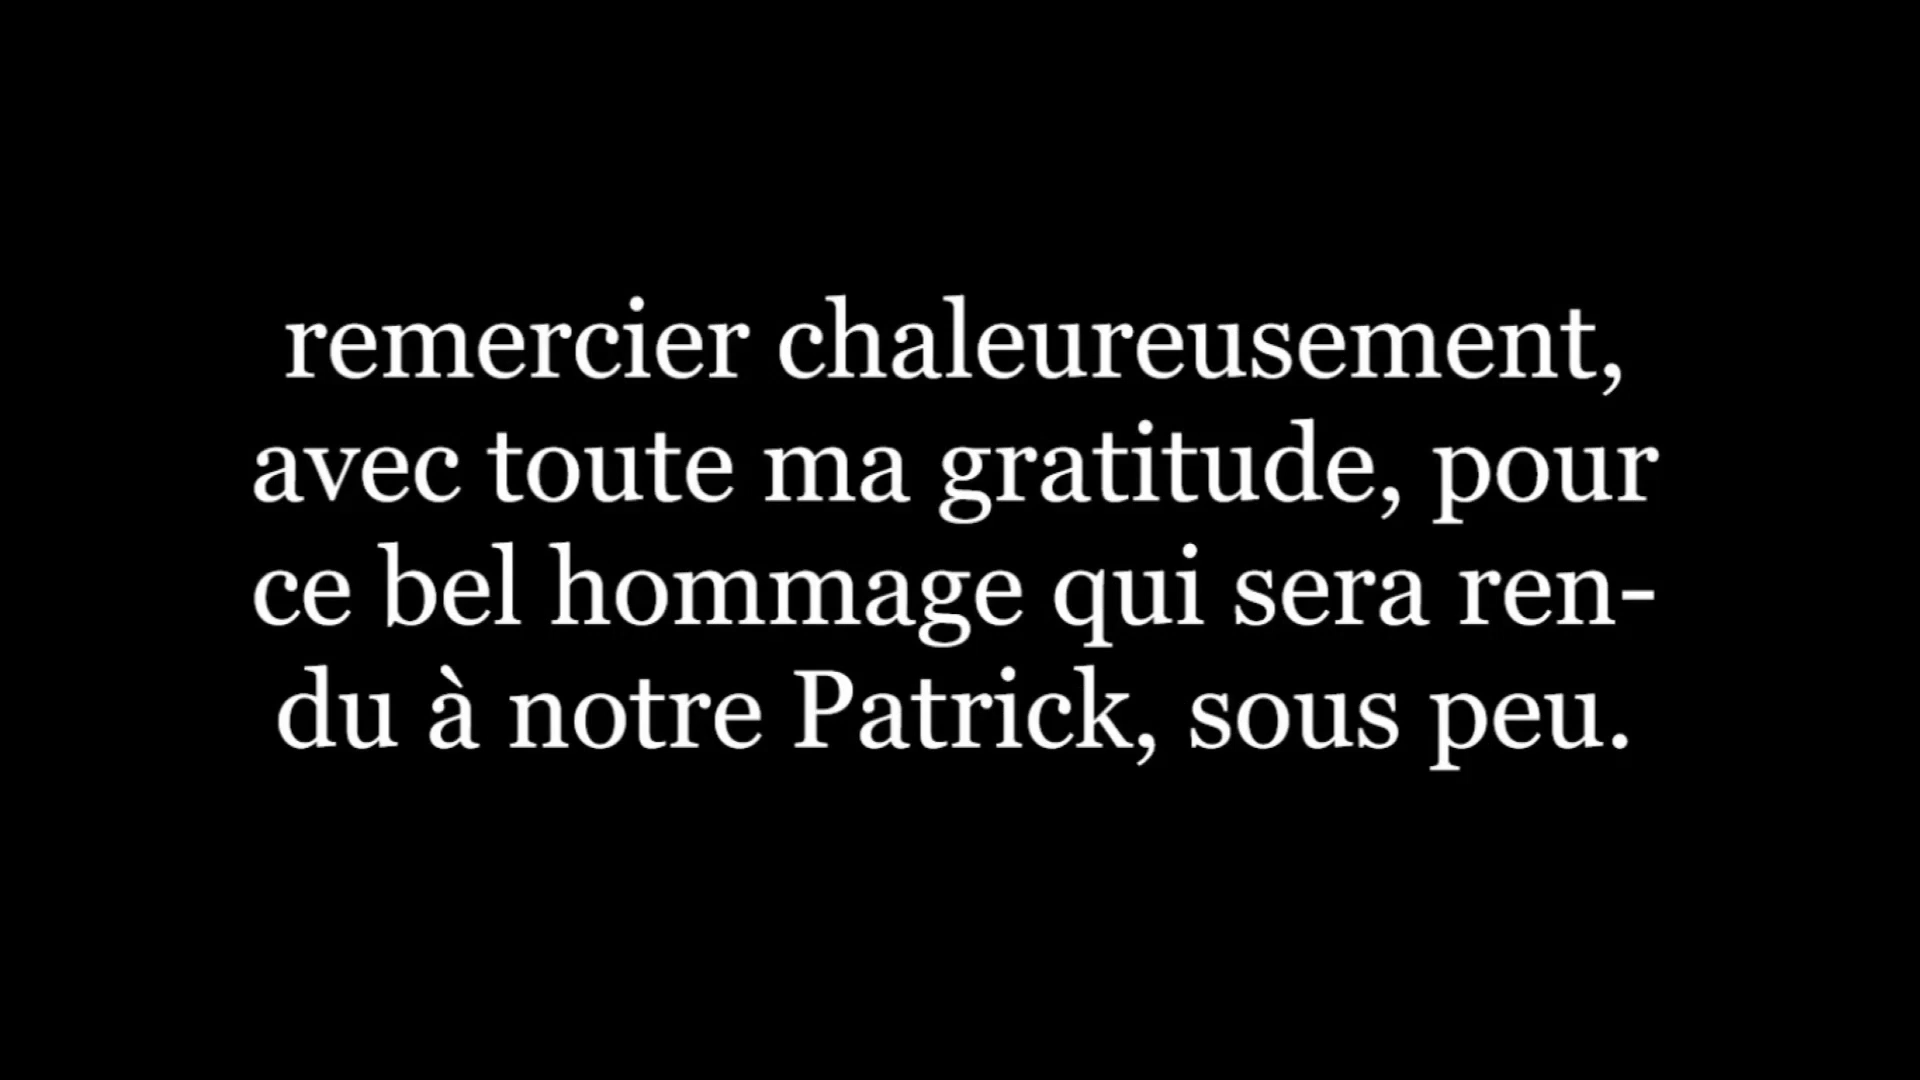 remercier chaleureusement,
avec toute ma gratitude, pour
ce bel hommage qui sera ren-
du à notre Patrick, sous peu.